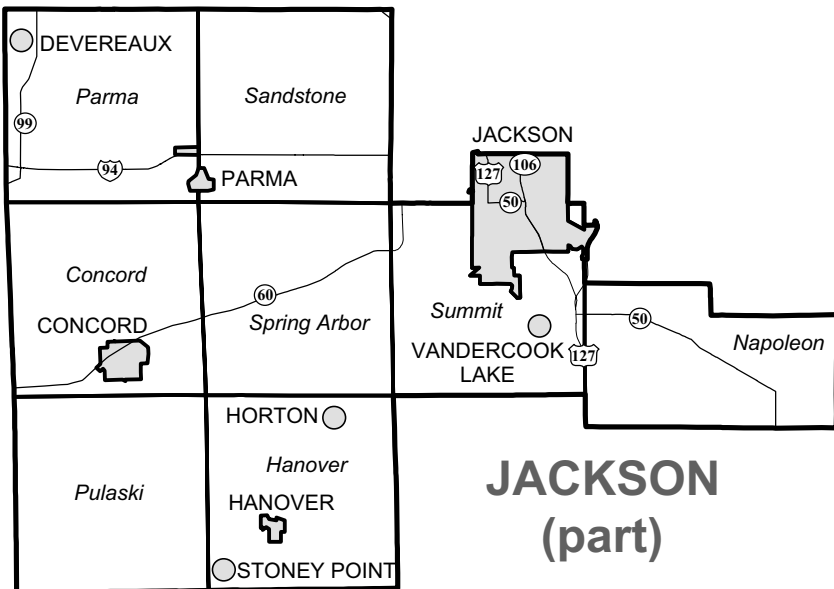 DEVEREAUX
Parma
Sandstone
99
JACKSON
94
127
106
PARMA
50
Concord
60
Summit
CONCORD
Spring Arbor
50
Napoleon
VANDERCOOK
LAKE
127
HORTON
Hanover
JACKSON
(part)
Pulaski
HANOVER
STONEY POINT